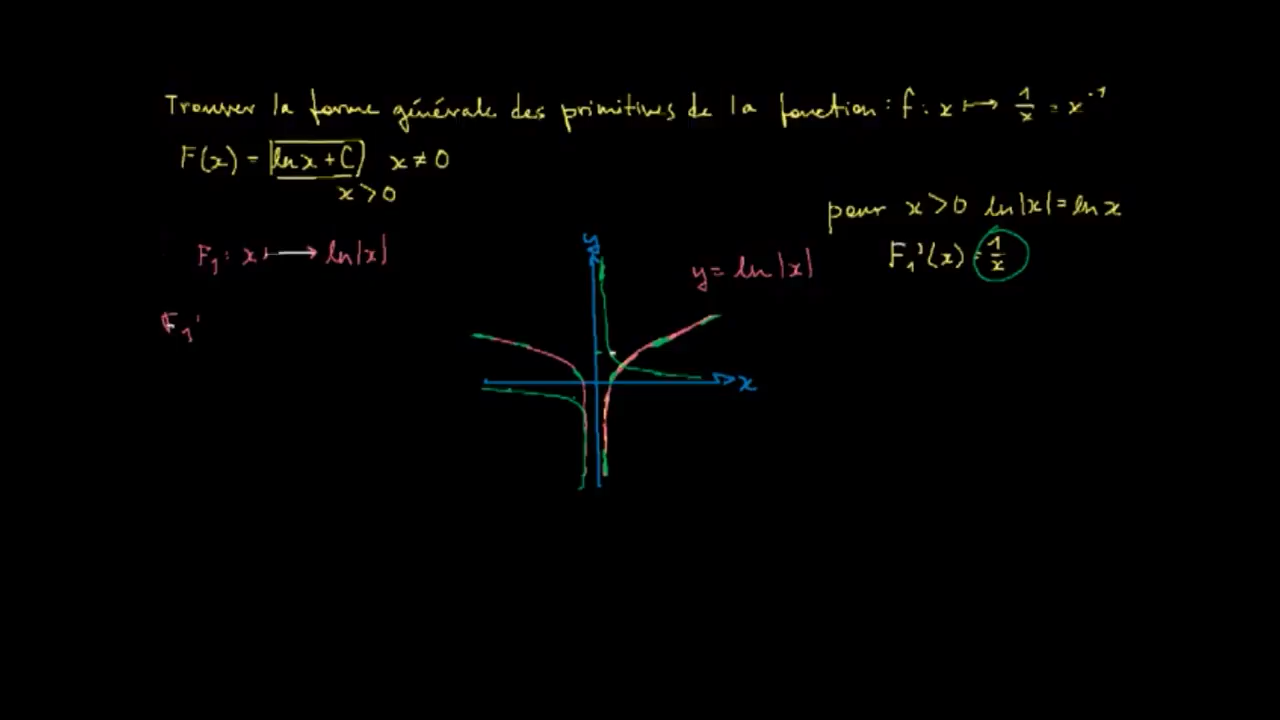 Trouver la forme générale des primitives de la fonction : f : x ↦ 1/x = x⁻¹
F(x) = ln x + C x ≠ 0
x > 0
pour x > 0 ln|x| = ln x
F₁ : x ↦ ln|x|
y
y = ln|x|
F₁'(x) = 1/x
F₁'
x